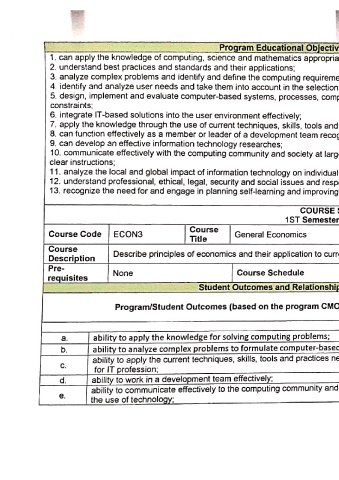 Program Educational Objectiv
1. can apply the knowledge of computing, science and mathematics appropria
2. understand best practices and standards and their applications;
3. analyze complex problems and identify and define the computing requireme
4. identify and analyze user needs and take them into account in the selection
5. design, implement and evaluate computer-based systems, processes, comp
constraints;
6. integrate IT-based solutions into the user environment effectively;
7. apply the knowledge through the use of current techniques, skills, tools and
8. can function effectively as a member or leader of a development team recog
9. can develop an effective information technology researches;
10. communicate effectively with the computing community and society at larg
clear instructions;
11. analyze the local and global impact of information technology on individual
12. understand professional, ethical, legal, security and social issues and resp
13. recognize the need for and engage in planning self-learning and improving
COURSE S
1ST Semester
Course Code ECON3 Course Title General Economics
Course Description Describe principles of economics and their application to curr
Pre-requisites None Course Schedule
Student Outcomes and Relationship
Program/Student Outcomes (based on the program CMO
a. ability to apply the knowledge for solving computing problems;
b. ability to analyze complex problems to formulate computer-based
c. ability to apply the current techniques, skills, tools and practices ne
for IT profession;
d. ability to work in a development team effectively;
e. ability to communicate effectively to the computing community and
the use of technology;